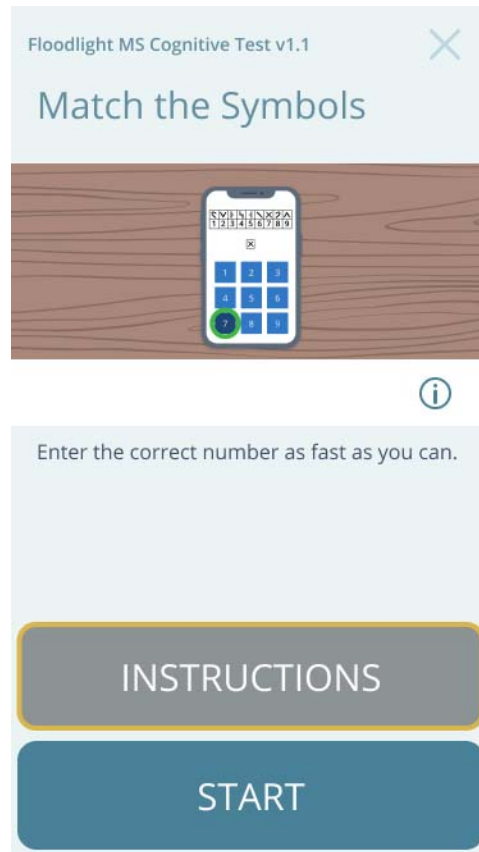 Floodlight MS Cognitive Test v1.1
Match the Symbols
1 2 3 4 5 6 7 8 9
1 2 3
4 5 6
7 8 9
Enter the correct number as fast as you can.
INSTRUCTIONS
START